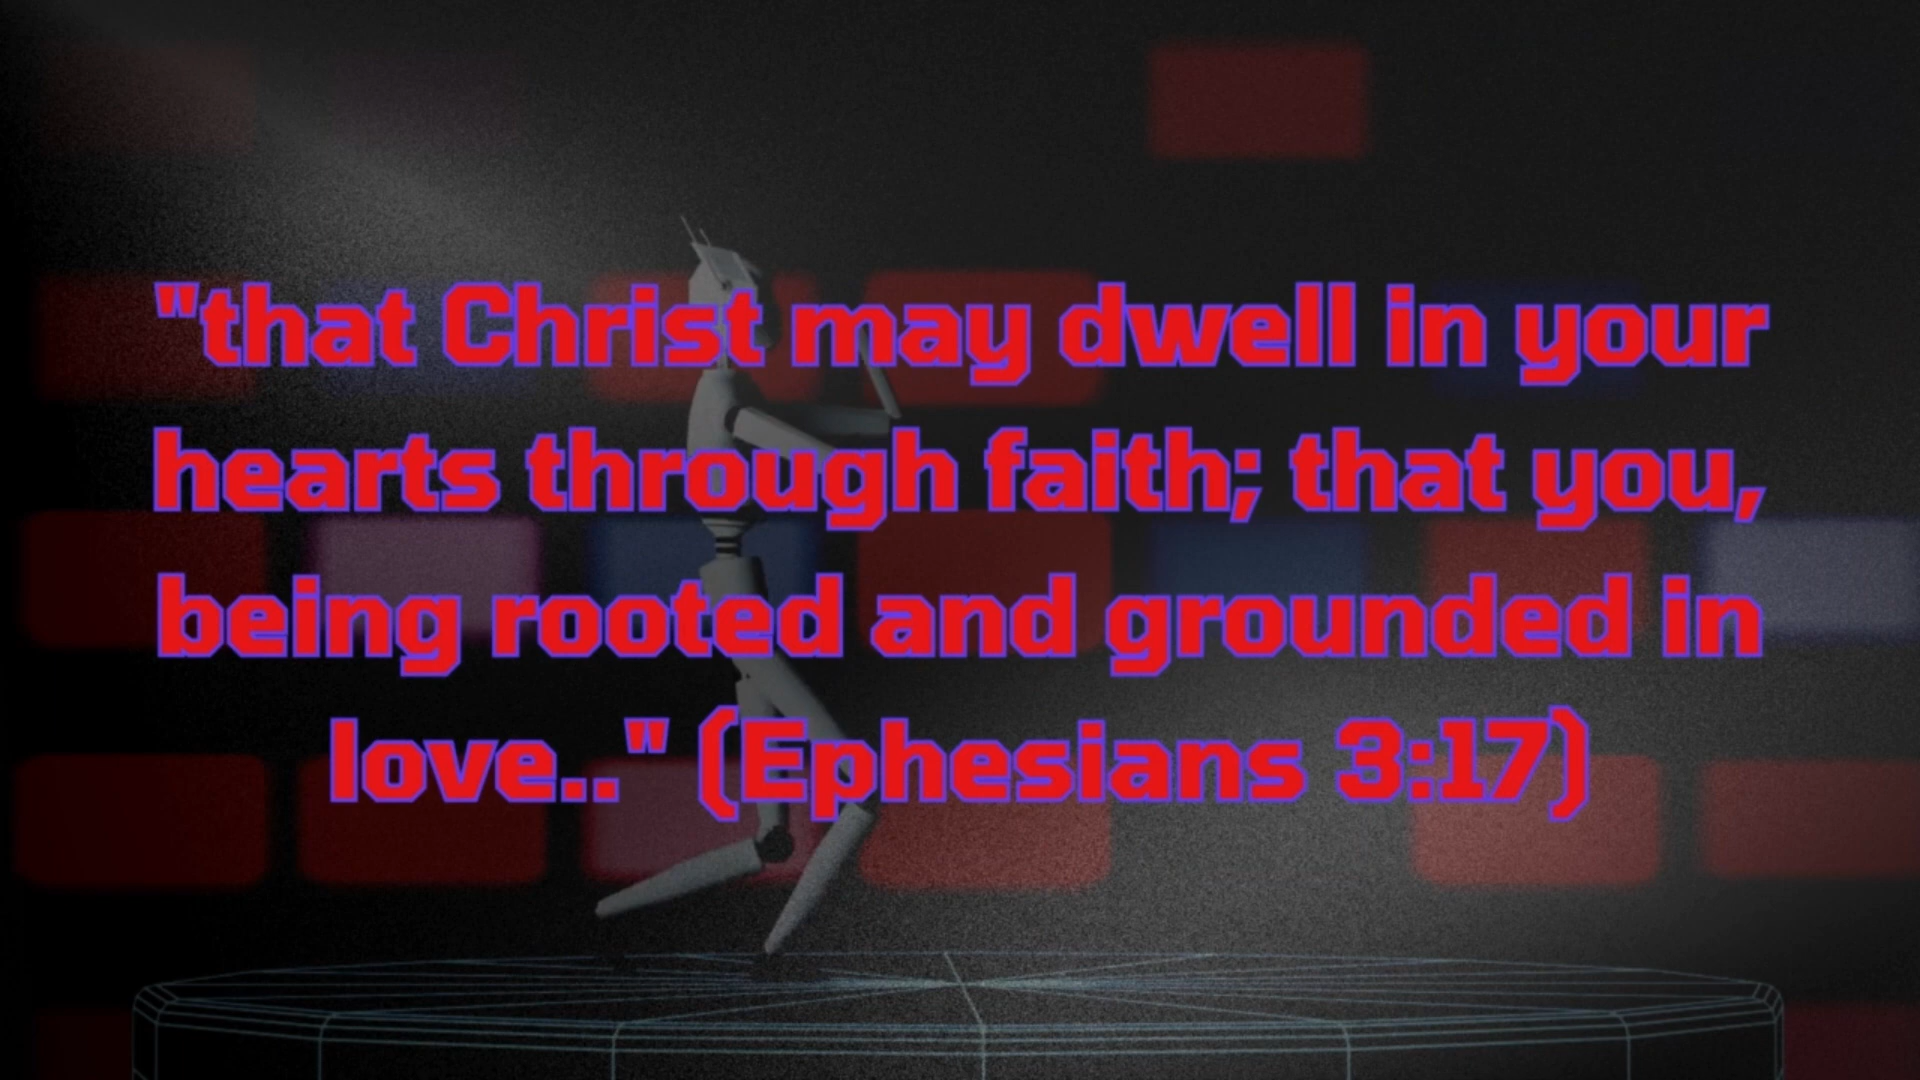 "that Christ may dwell in your
hearts through faith; that you,
being rooted and grounded in
love.." (Ephesians 3:17)